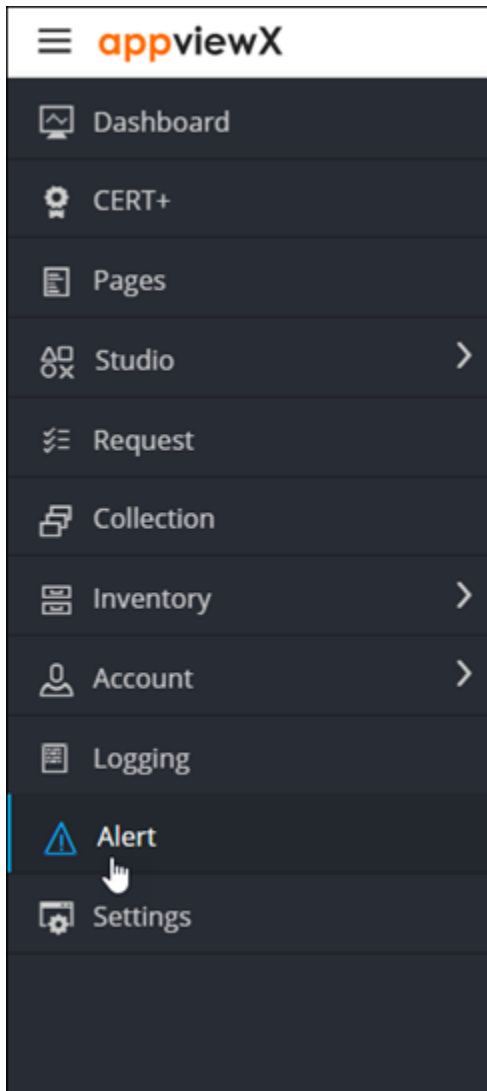 appviewX
Dashboard
CERT+
Pages
Studio
Request
Collection
Inventory
Account
Logging
Alert
Settings